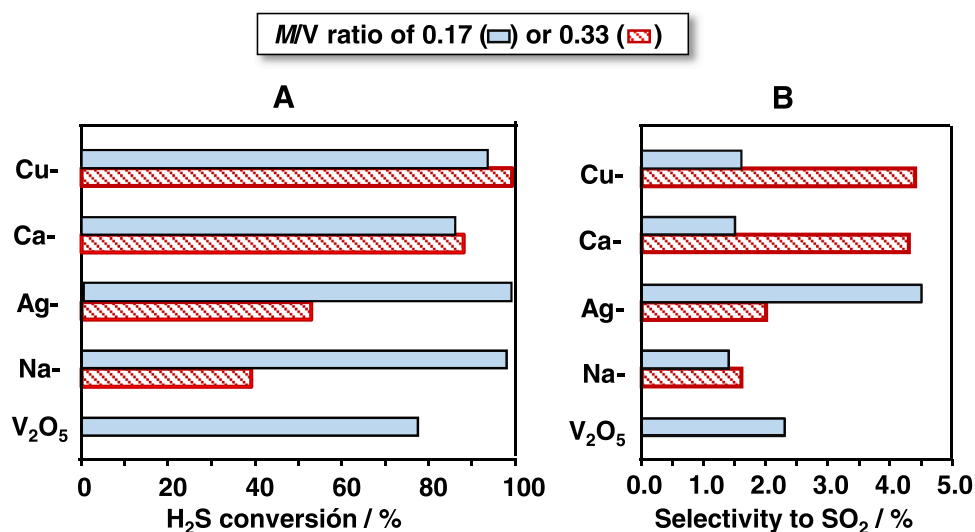 M/V ratio of 0.17 ( ) or 0.33 ( )
A
B
Cu-
Ca-
Ag-
Na-
V₂O₅
0 20 40 60 80 100
H₂S conversión / %
Cu-
Ca-
Ag-
Na-
V₂O₅
0.0 1.0 2.0 3.0 4.0 5.0
Selectivity to SO₂ / %